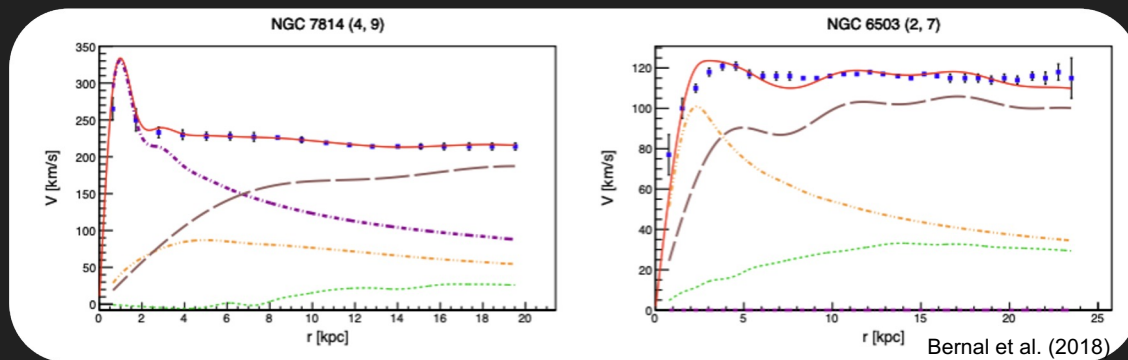 NGC 7814 (4, 9)
350
300
250
200
150
100
50
0
V [km/s]
0 2 4 6 8 10 12 14 16 18 20
r [kpc]
NGC 6503 (2, 7)
120
100
80
60
40
20
0
V [km/s]
0 5 10 15 20 25
r [kpc]
Bernal et al. (2018)